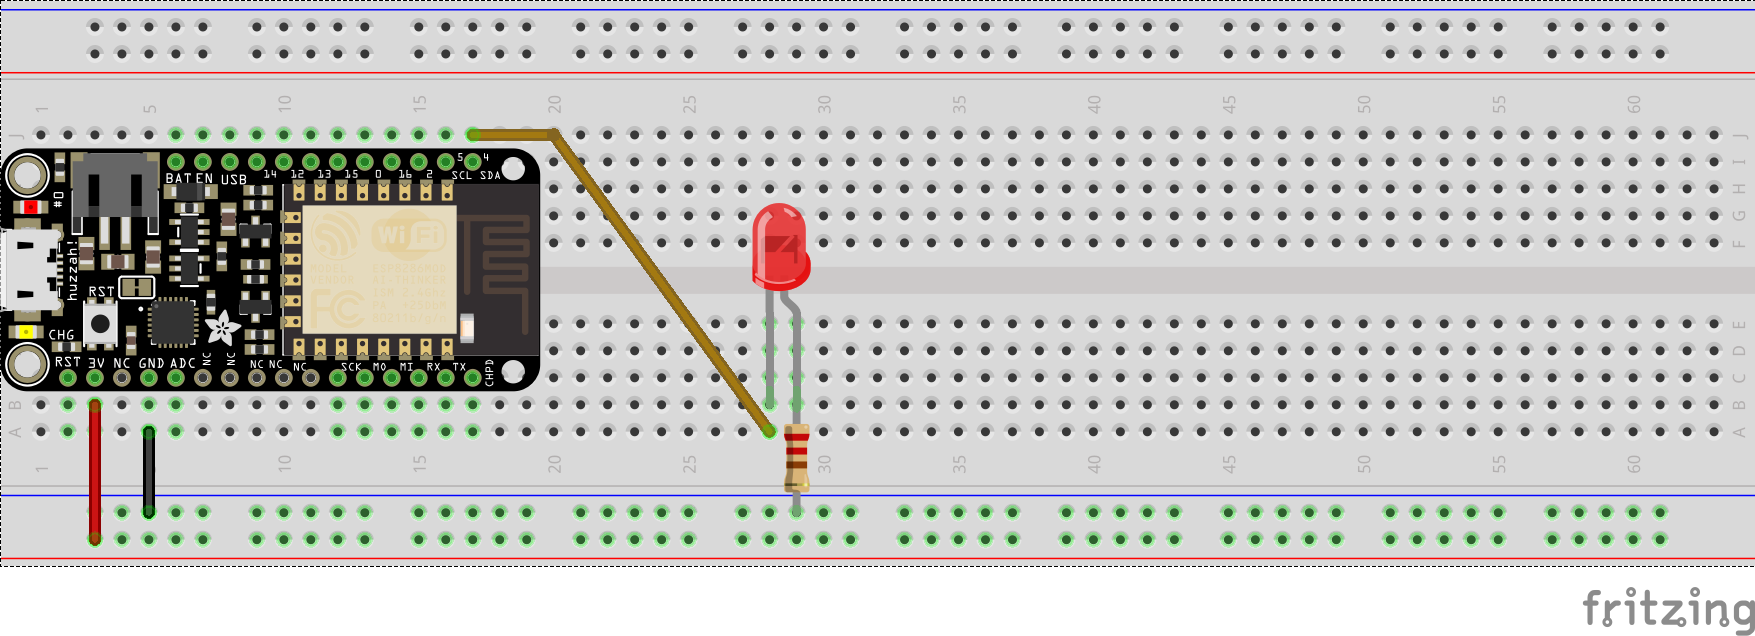 1 5 10 15 20 25 30 35 40 45 50 55 60
J J
I
H
G
F
BAT EN USB 14 12 13 15 0 16 2 5 4 SCL SDA
#0
WiFi
huzzah!
FC
RST
CHG
E
D
C
RST 3V NC GND ADC NC NC NC NC NC SCK MO MI RX TX CHPD
B B
A A
1 10 15 20 25 30 35 40 45 50 55 60
fritzing